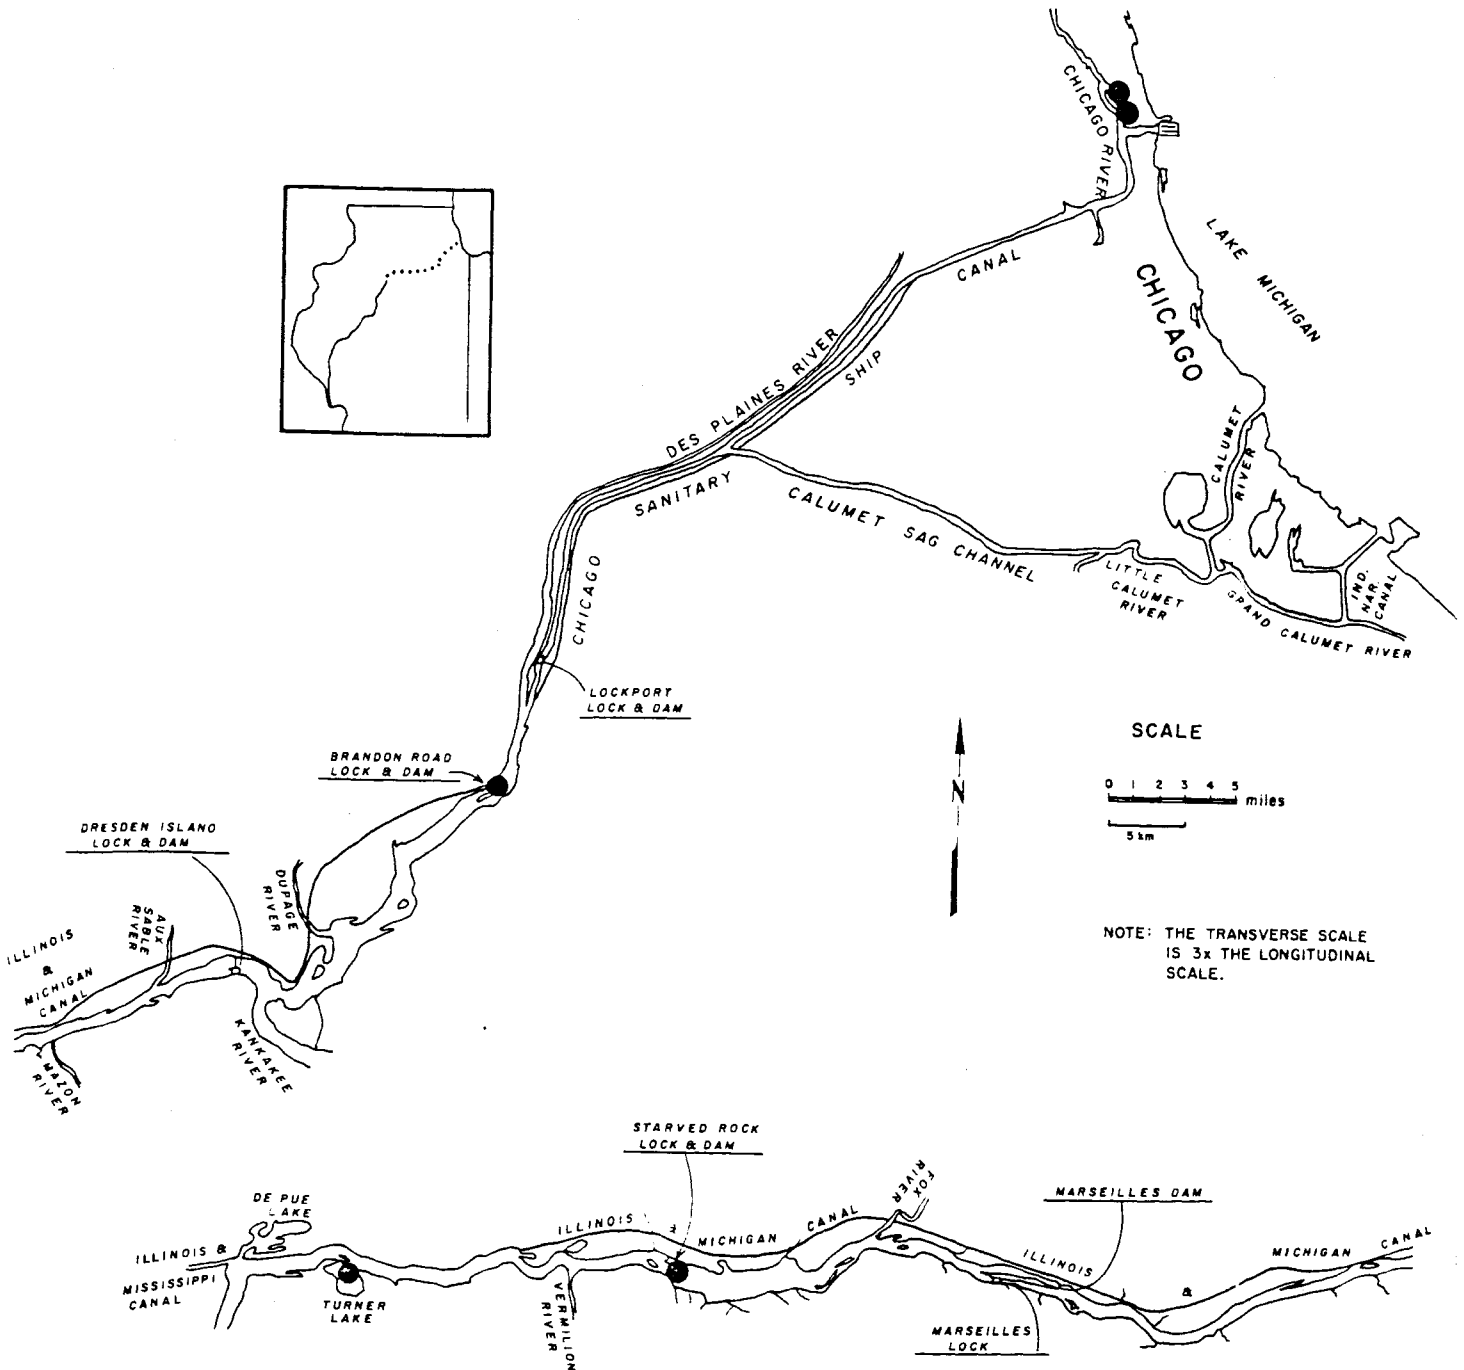 CHICAGO RIVER
LAKE MICHIGAN
CHICAGO
CANAL
SHIP
DES PLAINES RIVER
SANITARY
CHICAGO
CALUMET SAG CHANNEL
CALUMET
RIVER
LITTLE
CALUMET
RIVER
GRAND CALUMET RIVER
IND.
NAR.
CANAL
LOCKPORT
LOCK & DAM
BRANDON ROAD
LOCK & DAM
DRESDEN ISLAND
LOCK & DAM
DUPAGE
RIVER
AUX
SABLE
RIVER
ILLINOIS
&
MICHIGAN
CANAL
KANKAKEE
RIVER
MAZON
RIVER
N
SCALE
0 1 2 3 4 5 miles
5 km
NOTE: THE TRANSVERSE SCALE
IS 3x THE LONGITUDINAL
SCALE.
STARVED ROCK
LOCK & DAM
DE PUE
LAKE
FOX
RIVER
MARSEILLES DAM
ILLINOIS &
MISSISSIPPI
CANAL
TURNER
LAKE
VERMILION
RIVER
ILLINOIS
MICHIGAN
CANAL
ILLINOIS
&
MICHIGAN
CANAL
MARSEILLES
LOCK